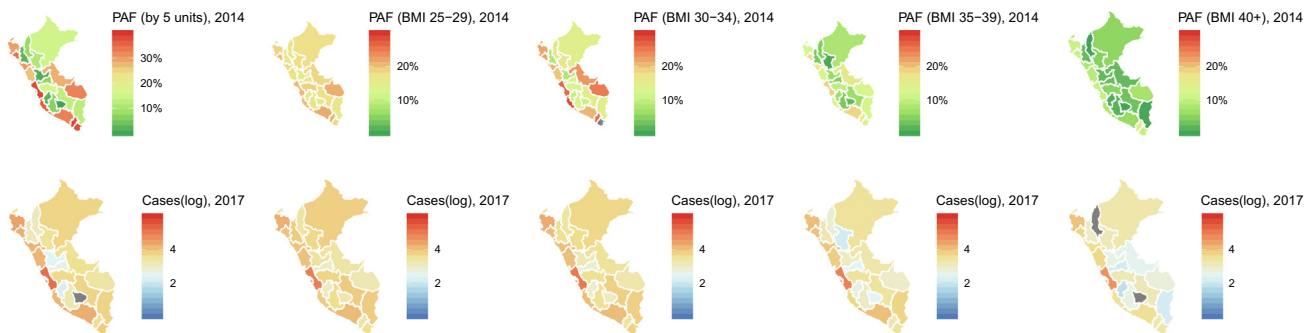 PAF (by 5 units), 2014
30%
20%
10%
PAF (BMI 25−29), 2014
20%
10%
PAF (BMI 30−34), 2014
20%
10%
PAF (BMI 35−39), 2014
20%
10%
PAF (BMI 40+), 2014
20%
10%
Cases(log), 2017
4
2
Cases(log), 2017
4
2
Cases(log), 2017
4
2
Cases(log), 2017
4
2
Cases(log), 2017
4
2